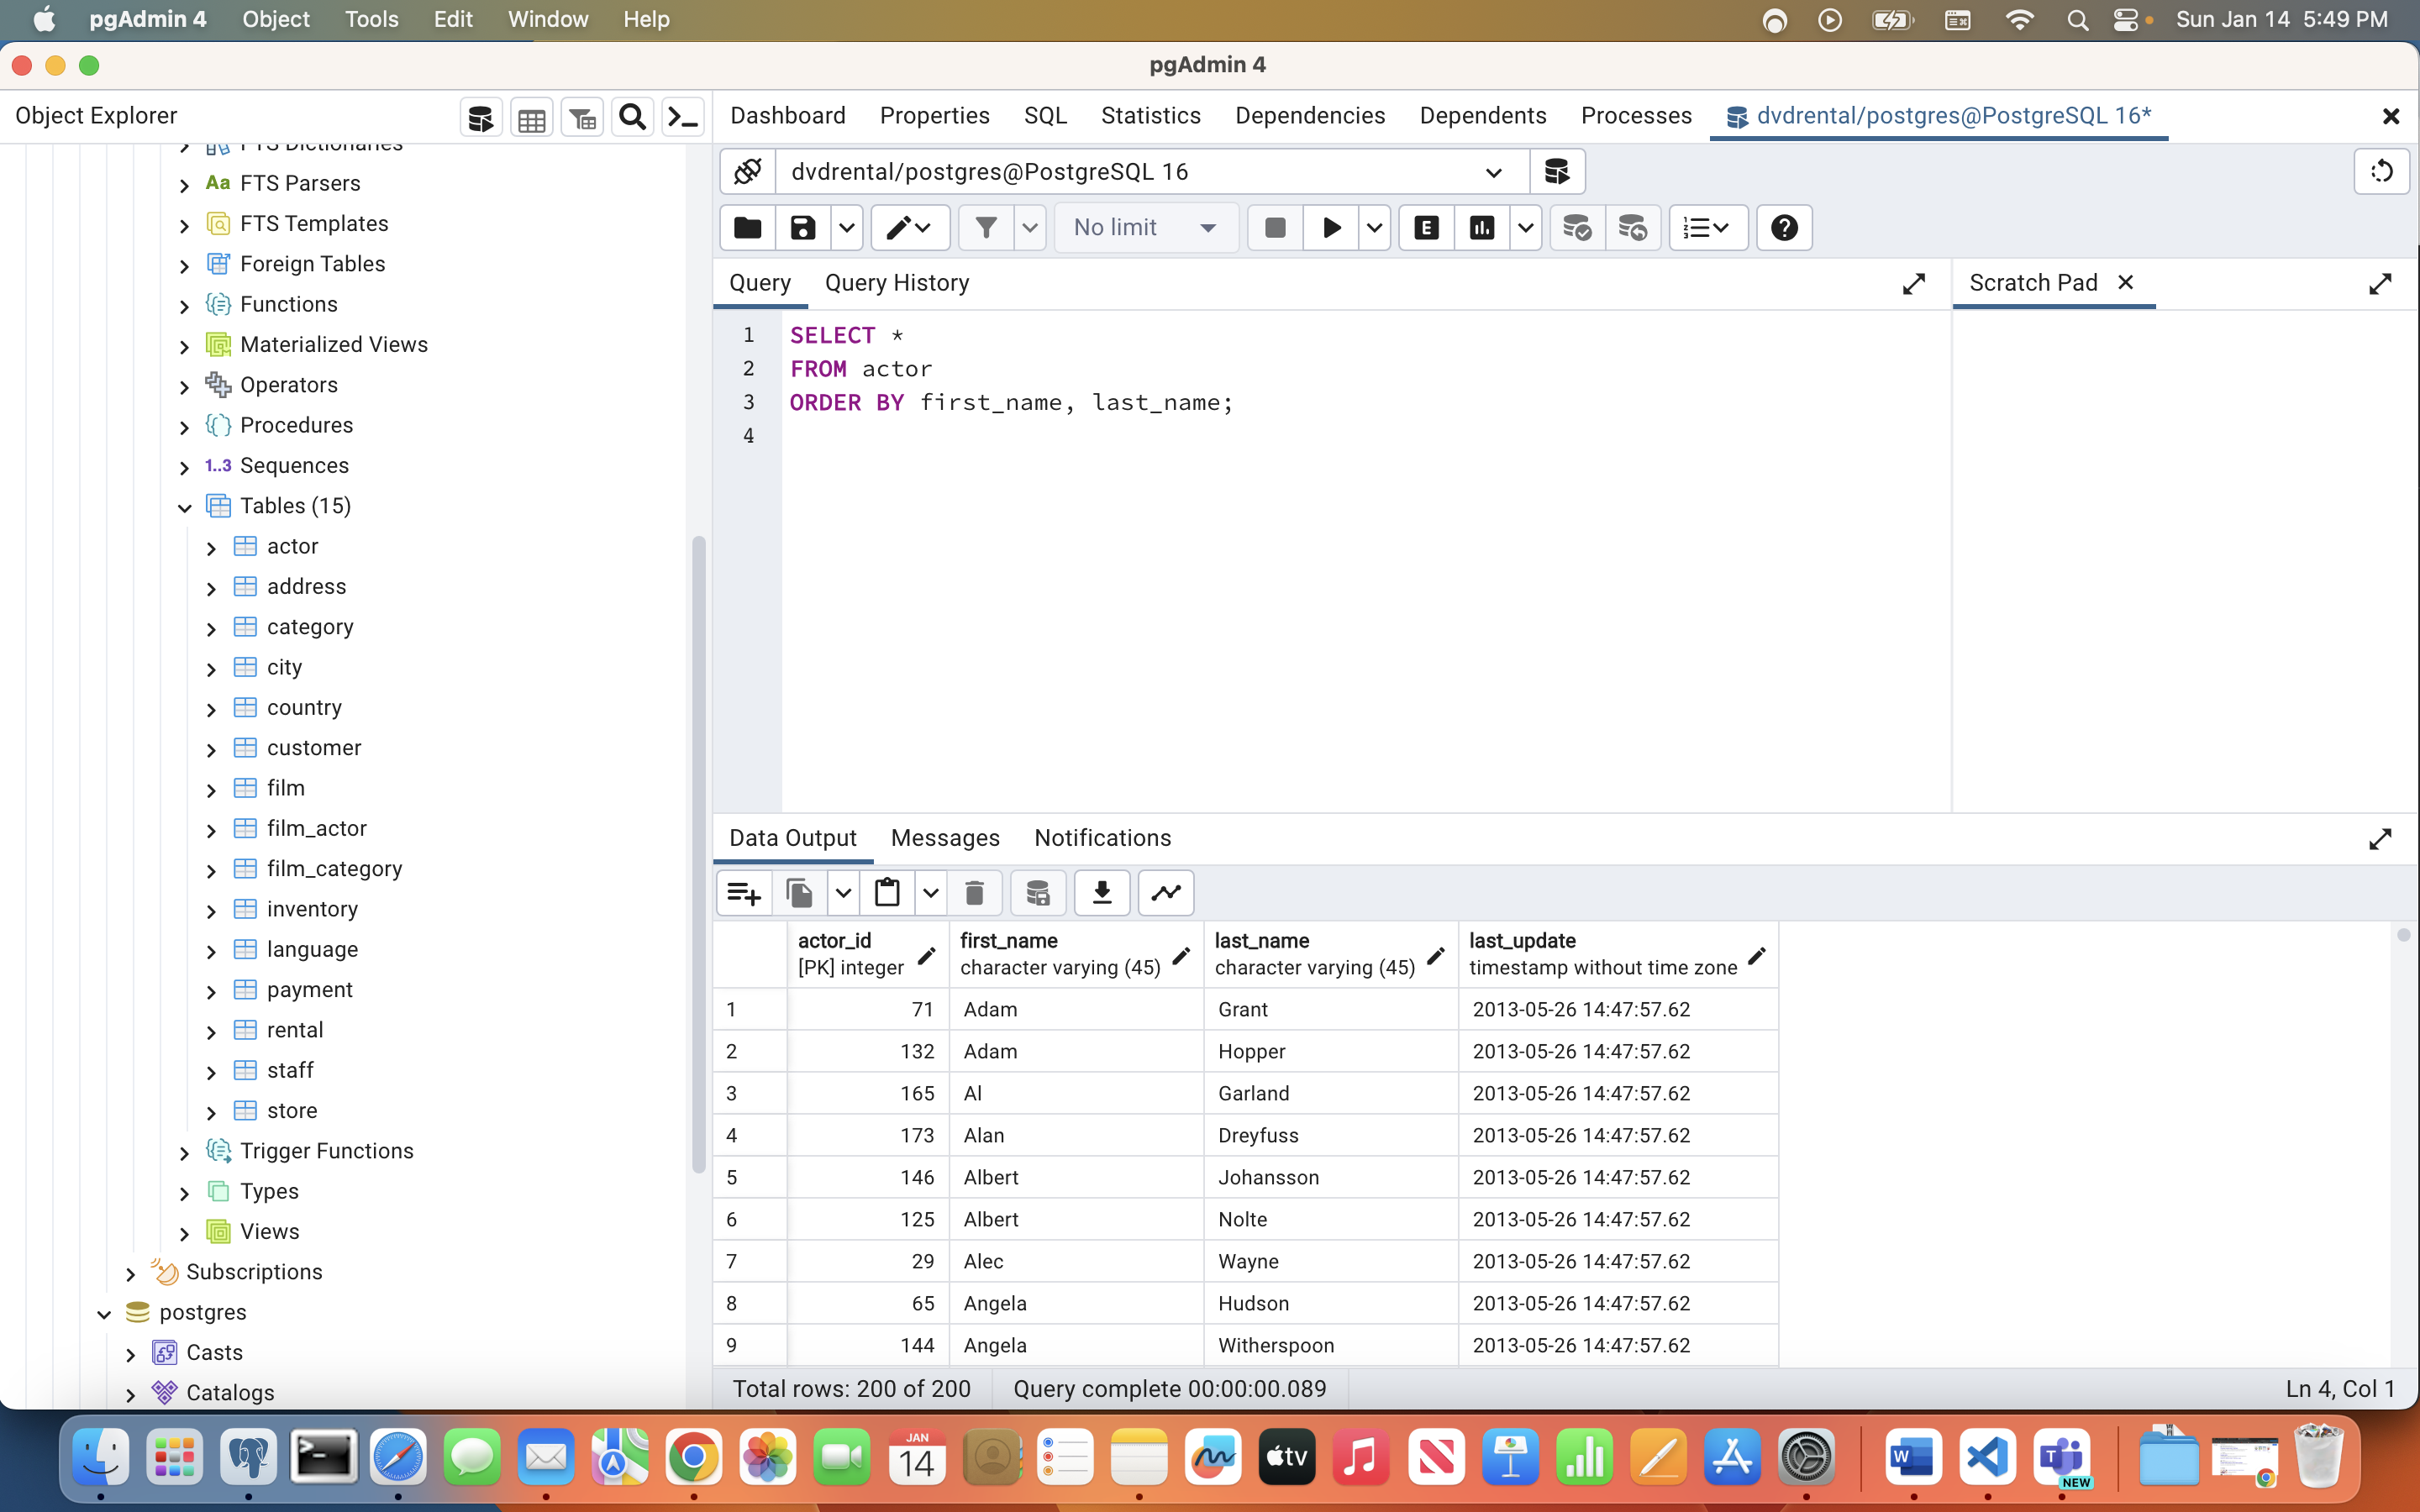 pgAdmin 4 Object Tools Edit Window Help Sun Jan 14 5:49 PM
pgAdmin 4
Object Explorer
Dashboard Properties SQL Statistics Dependencies Dependents Processes dvdrental/postgres@PostgreSQL 16*
FTS Dictionaries
Aa FTS Parsers
FTS Templates
Foreign Tables
Functions
Materialized Views
Operators
Procedures
1..3 Sequences
Tables (15)
actor
address
category
city
country
customer
film
film_actor
film_category
inventory
language
payment
rental
staff
store
Trigger Functions
Types
Views
Subscriptions
postgres
Casts
Catalogs
dvdrental/postgres@PostgreSQL 16
No limit
E
Query Query History
Scratch Pad
1 SELECT *
2 FROM actor
3 ORDER BY first_name, last_name;
4
Data Output Messages Notifications
actor_id first_name last_name last_update
[PK] integer character varying (45) character varying (45) timestamp without time zone
1 71 Adam Grant 2013-05-26 14:47:57.62
2 132 Adam Hopper 2013-05-26 14:47:57.62
3 165 Al Garland 2013-05-26 14:47:57.62
4 173 Alan Dreyfuss 2013-05-26 14:47:57.62
5 146 Albert Johansson 2013-05-26 14:47:57.62
6 125 Albert Nolte 2013-05-26 14:47:57.62
7 29 Alec Wayne 2013-05-26 14:47:57.62
8 65 Angela Hudson 2013-05-26 14:47:57.62
9 144 Angela Witherspoon 2013-05-26 14:47:57.62
Total rows: 200 of 200 Query complete 00:00:00.089 Ln 4, Col 1
JAN
14
tv
W
T
NEW